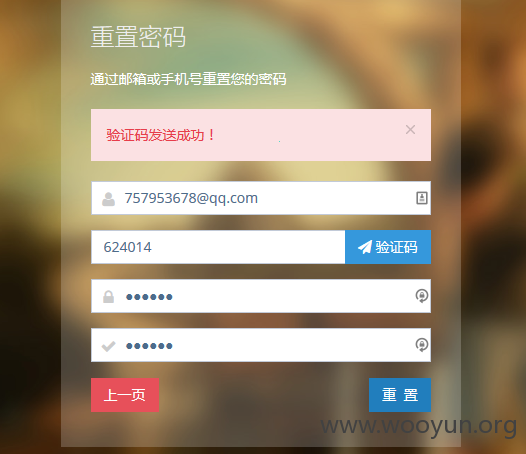 重置密码
通过邮箱或手机号重置您的密码
验证码发送成功！ ×
757953678@qq.com
624014 验证码
••••••
••••••
上一页 重 置
www.wooyun.org